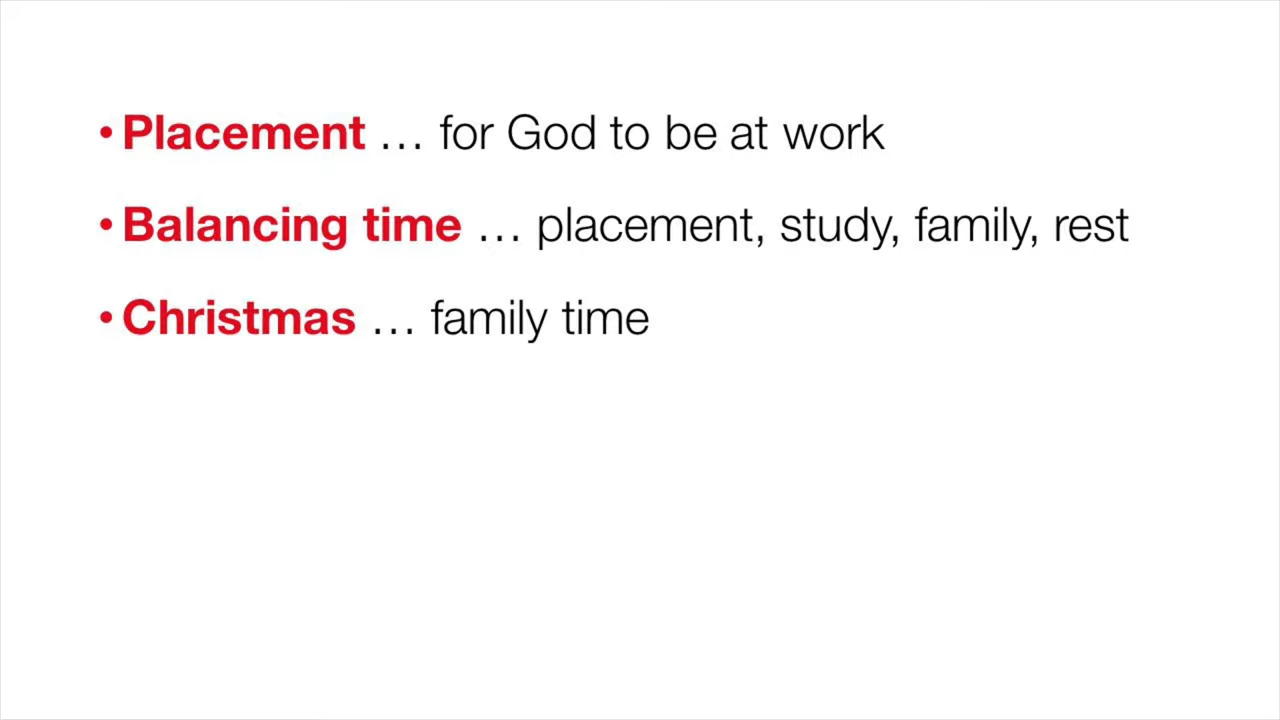 • Placement … for God to be at work
• Balancing time … placement, study, family, rest
• Christmas … family time